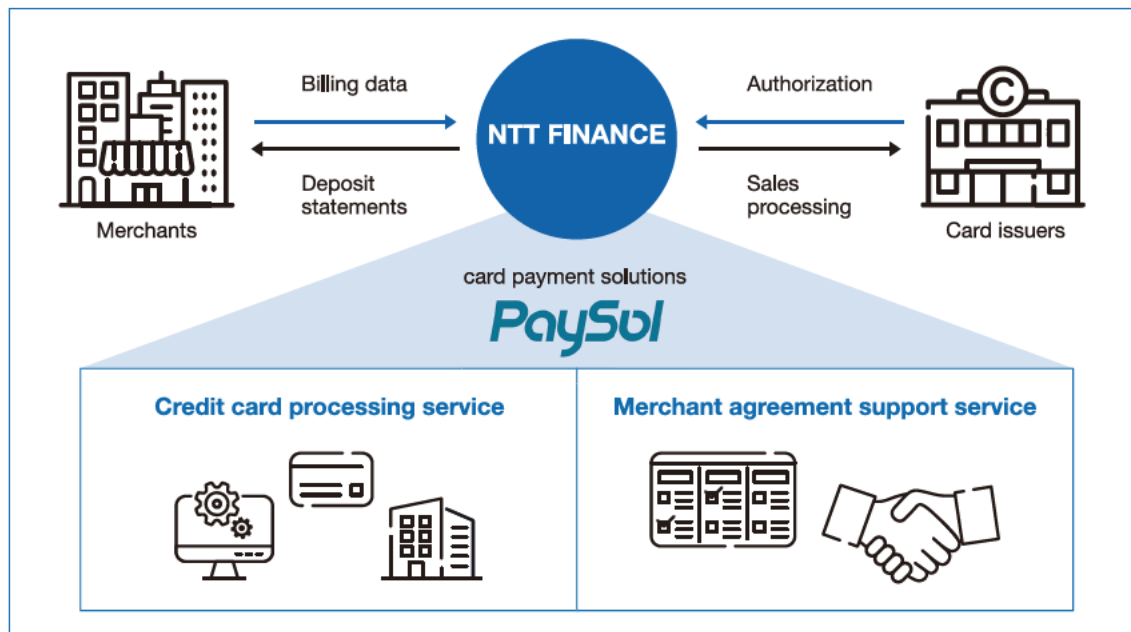 Billing data
Authorization
NTT FINANCE
C
Deposit
statements
Sales
processing
Merchants
Card issuers
card payment solutions
PaySol
Credit card processing service
Merchant agreement support service